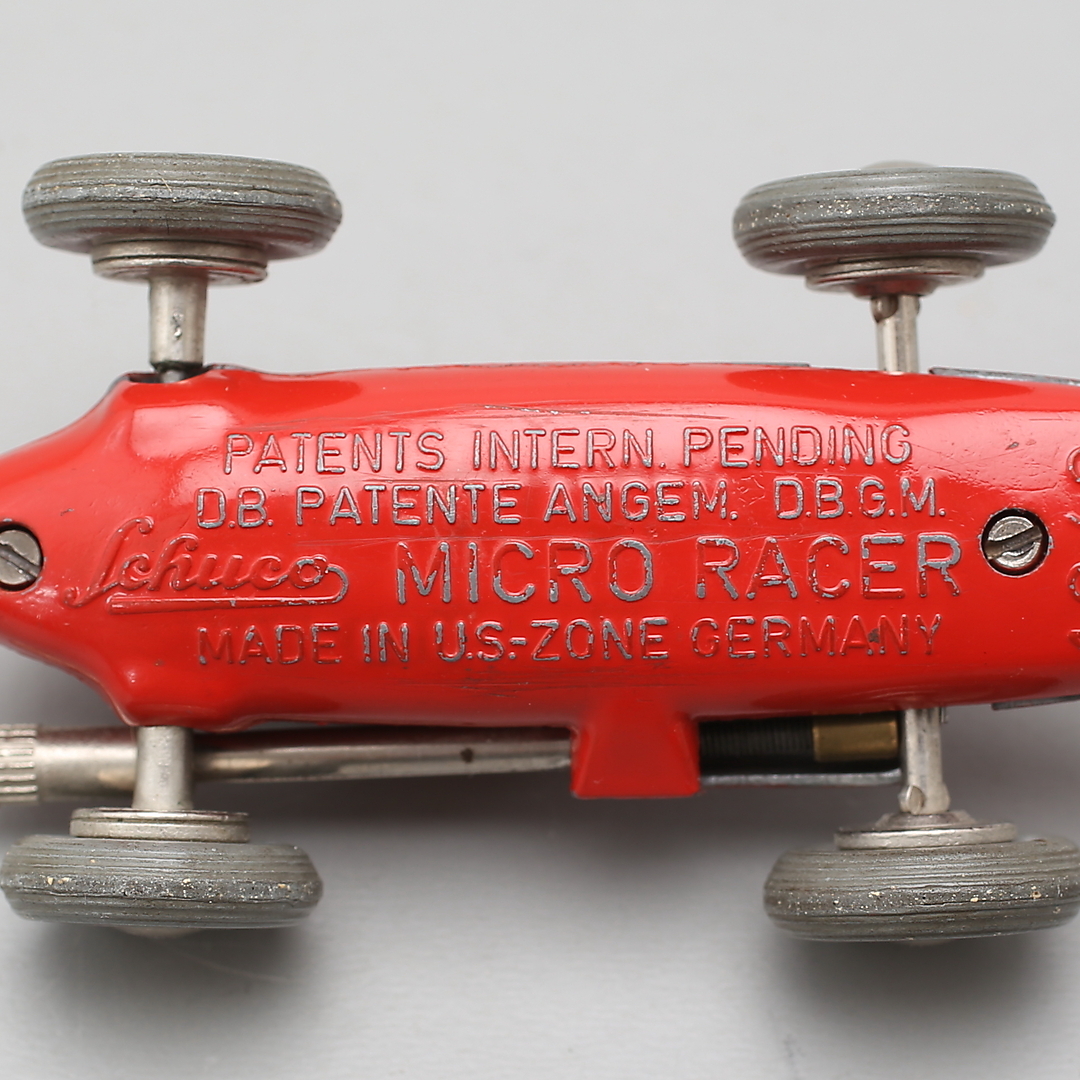 PATENTS INTERN. PENDING
D.B. PATENTE ANGEM. D.B.G.M.
Schuco MICRO RACER
MADE IN U.S.-ZONE GERMANY